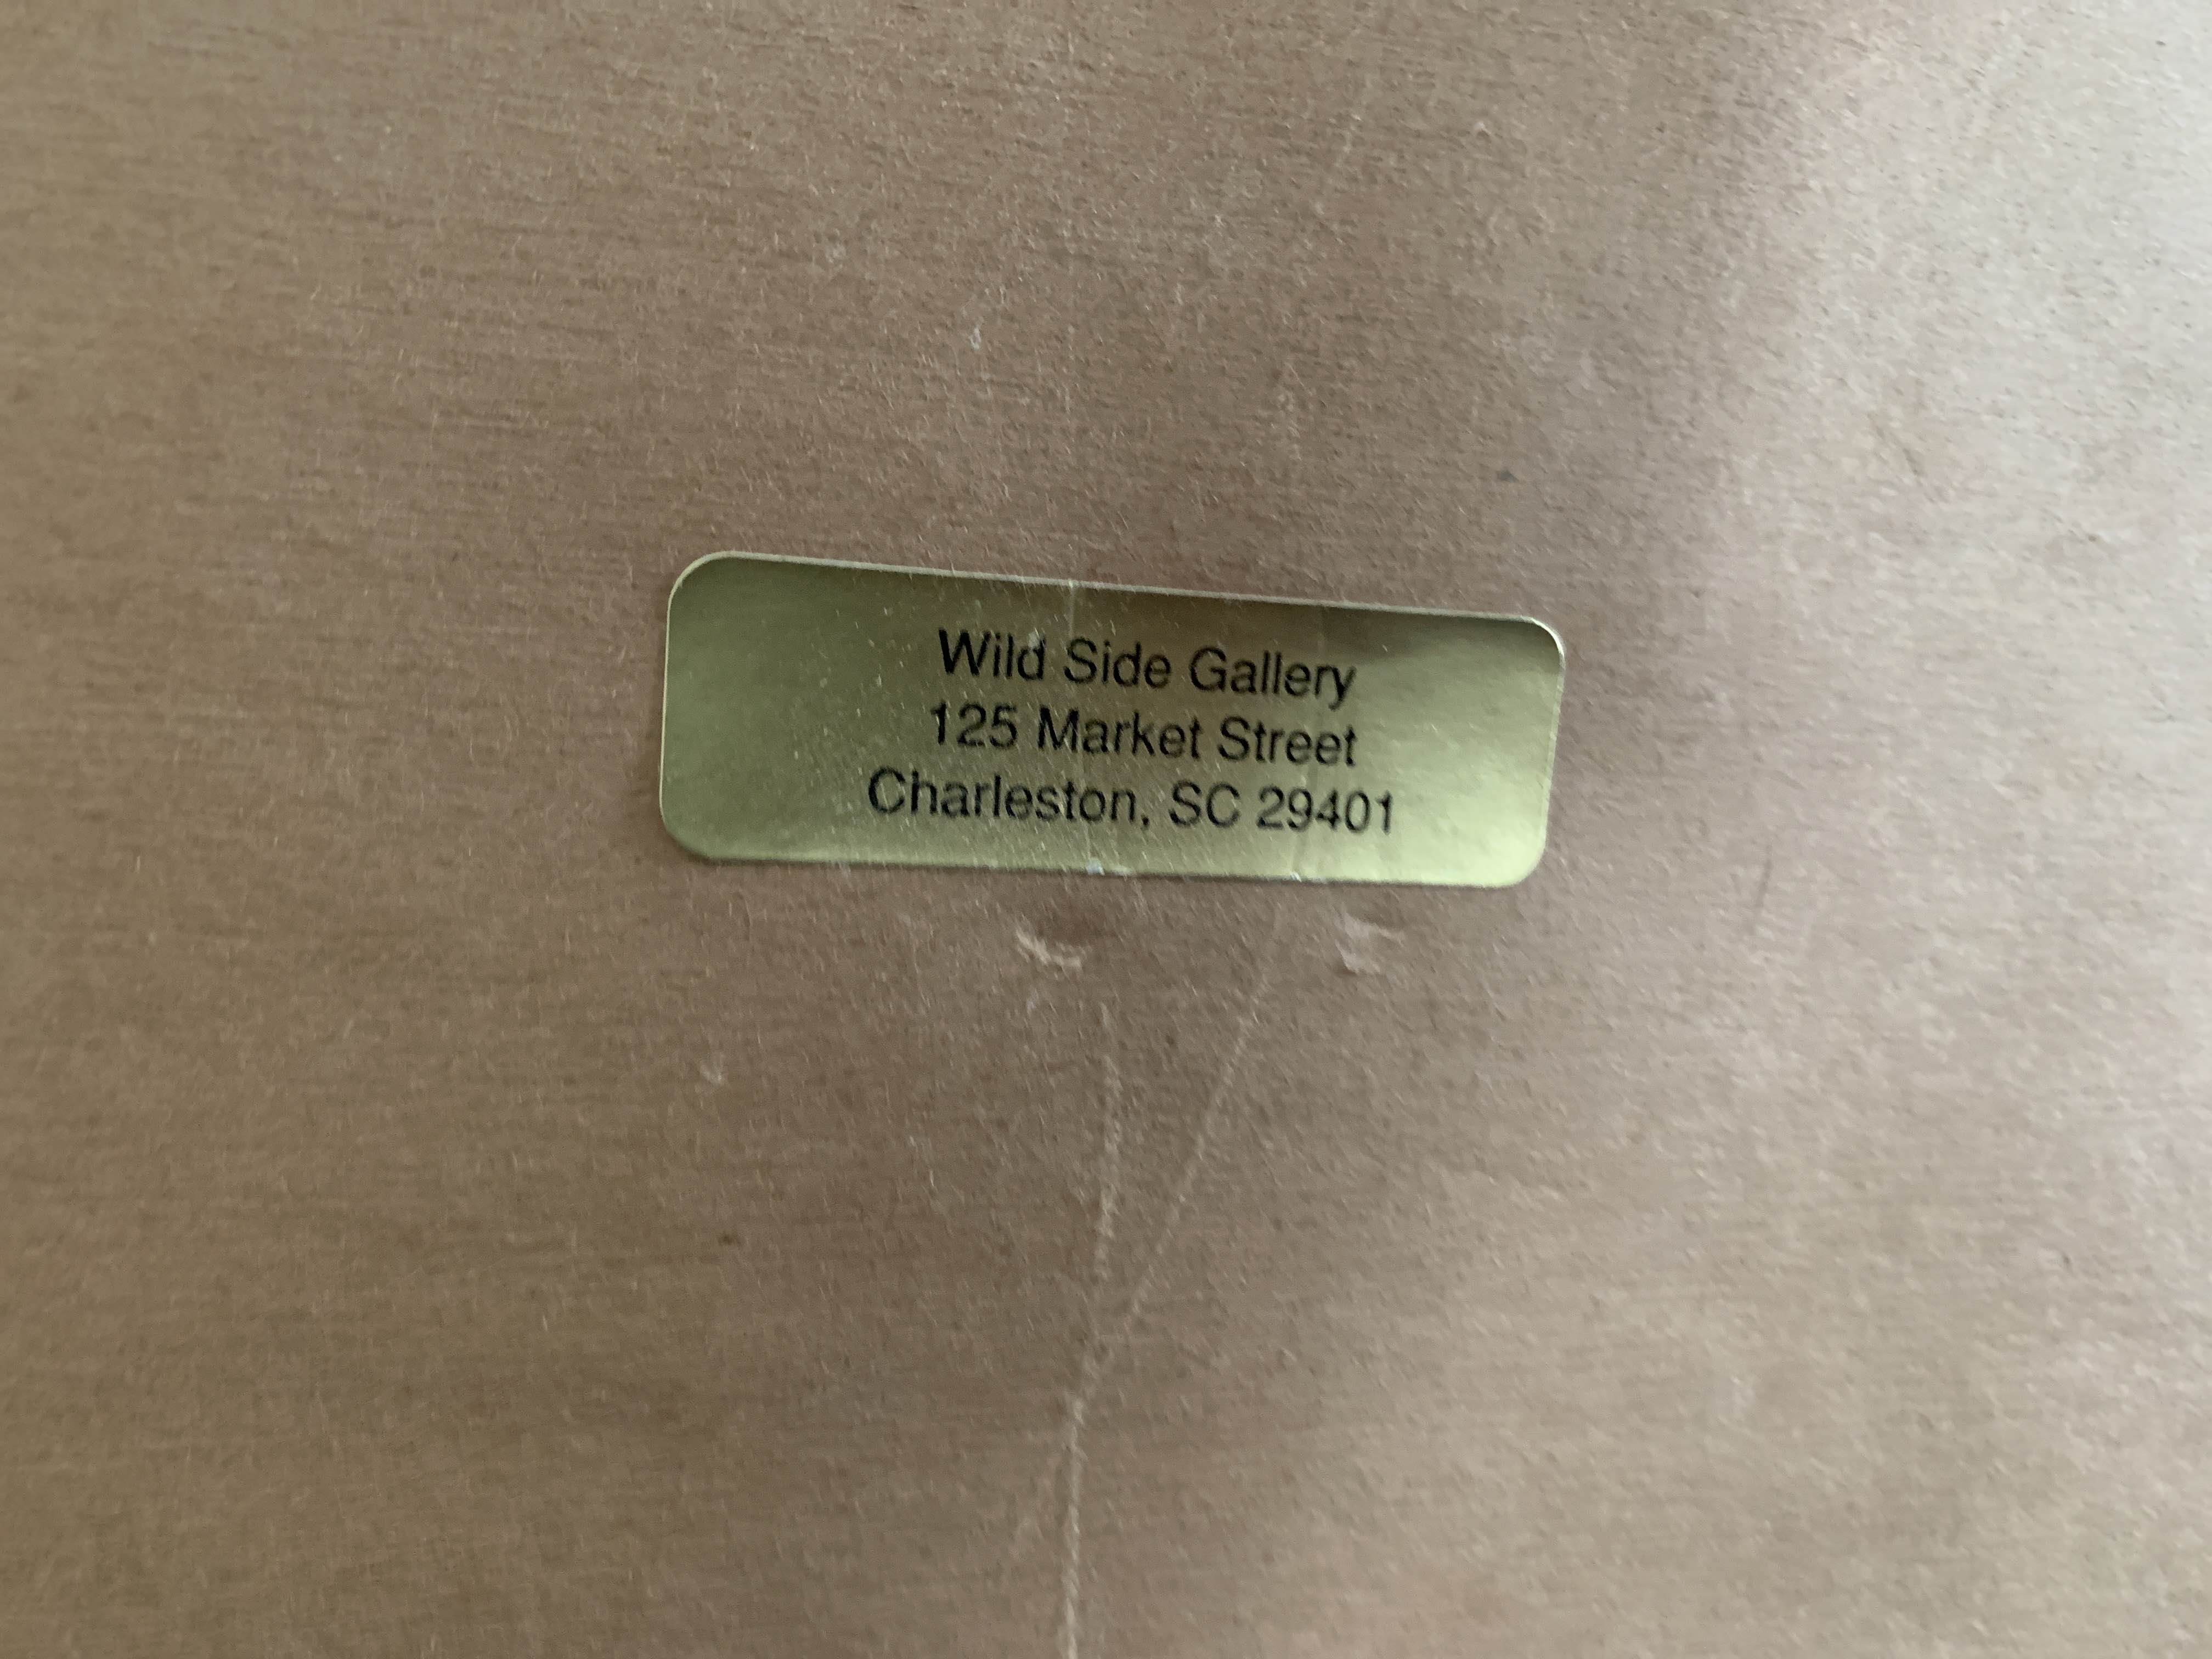 Wild Side Gallery
125 Market Street
Charleston, SC 29401